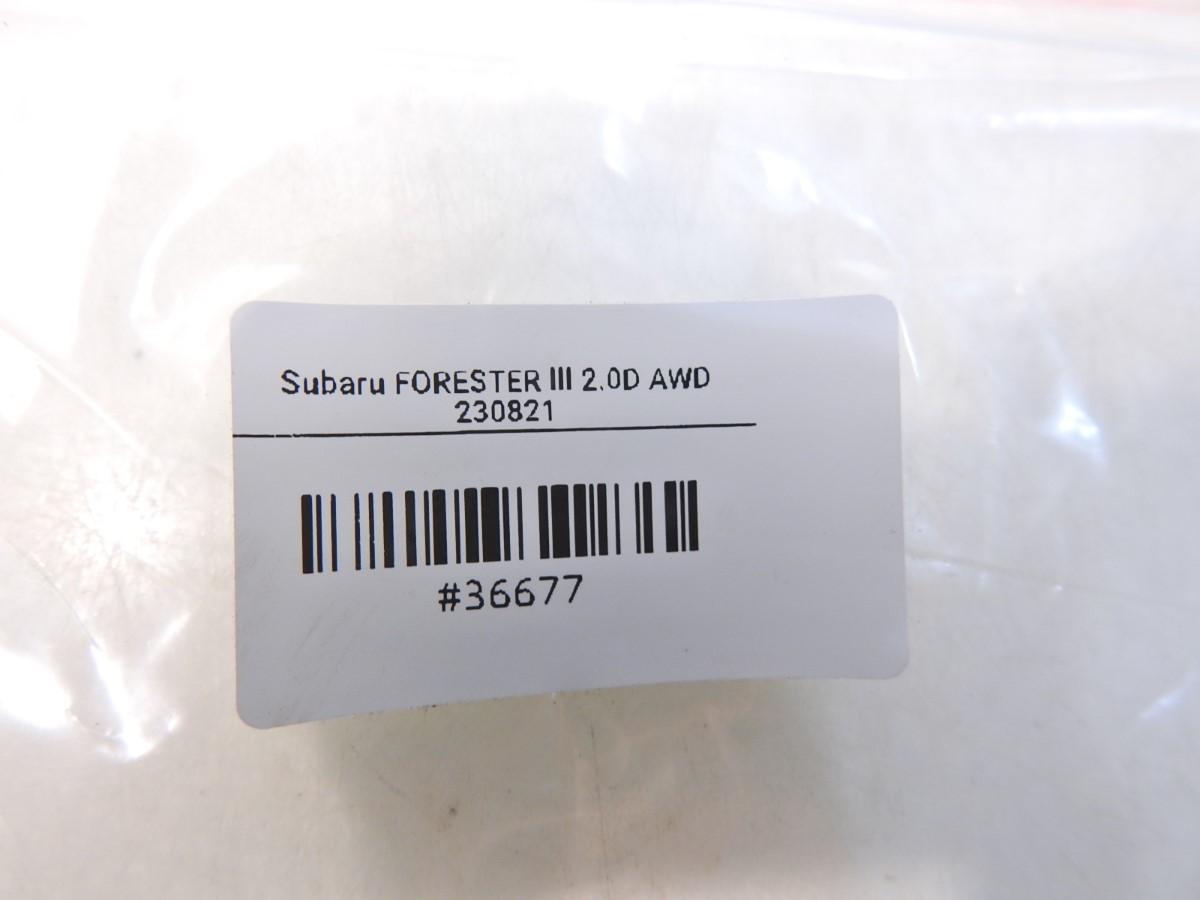 Subaru FORESTER III 2.0D AWD
230821
#36677